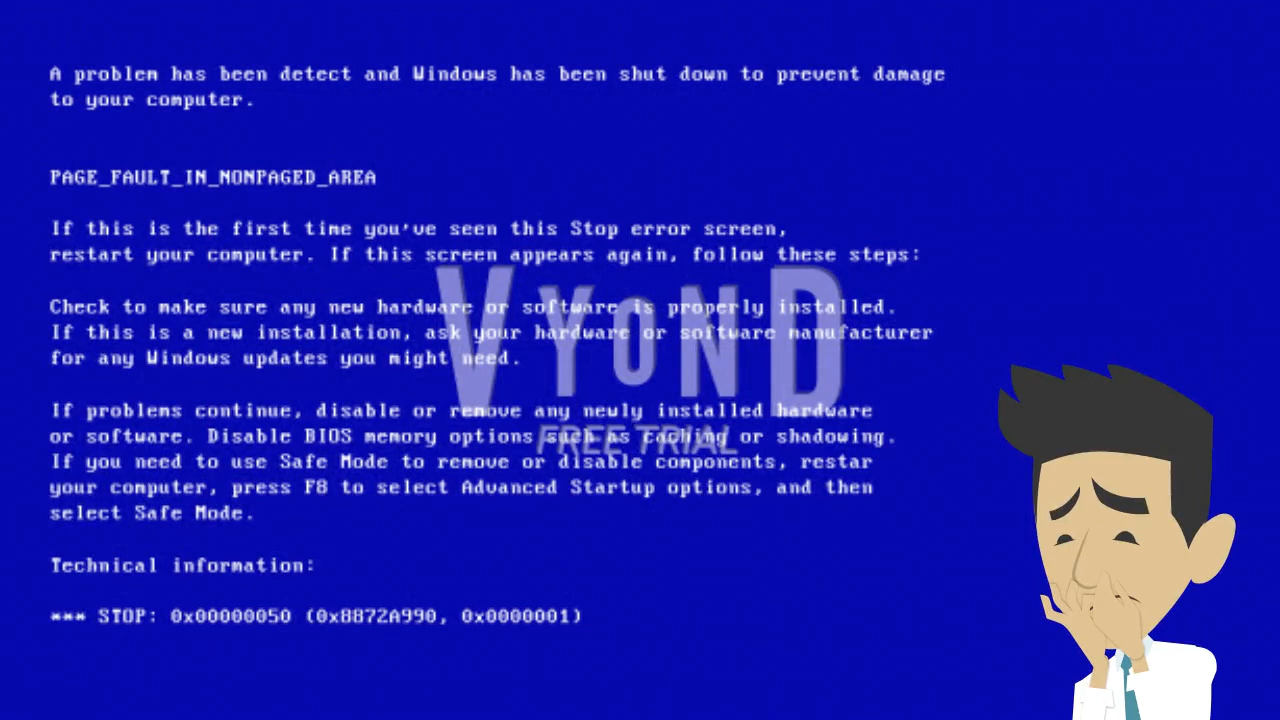 A problem has been detect and Windows has been shut down to prevent damage
to your computer.
PAGE_FAULT_IN_NONPAGED_AREA
If this is the first time you've seen this Stop error screen,
restart your computer. If this screen appears again, follow these steps:
Check to make sure any new hardware or software is properly installed.
If this is a new installation, ask your hardware or software manufacturer
for any Windows updates you might need.
VYOND
If problems continue, disable or remove any newly installed hardware
or software. Disable BIOS memory options such as caching or shadowing.
FREE TRIAL
If you need to use Safe Mode to remove or disable components, restar
your computer, press F8 to select Advanced Startup options, and then
select Safe Mode.
Technical information:
*** STOP: 0x00000050 (0x8872A990, 0x0000001)